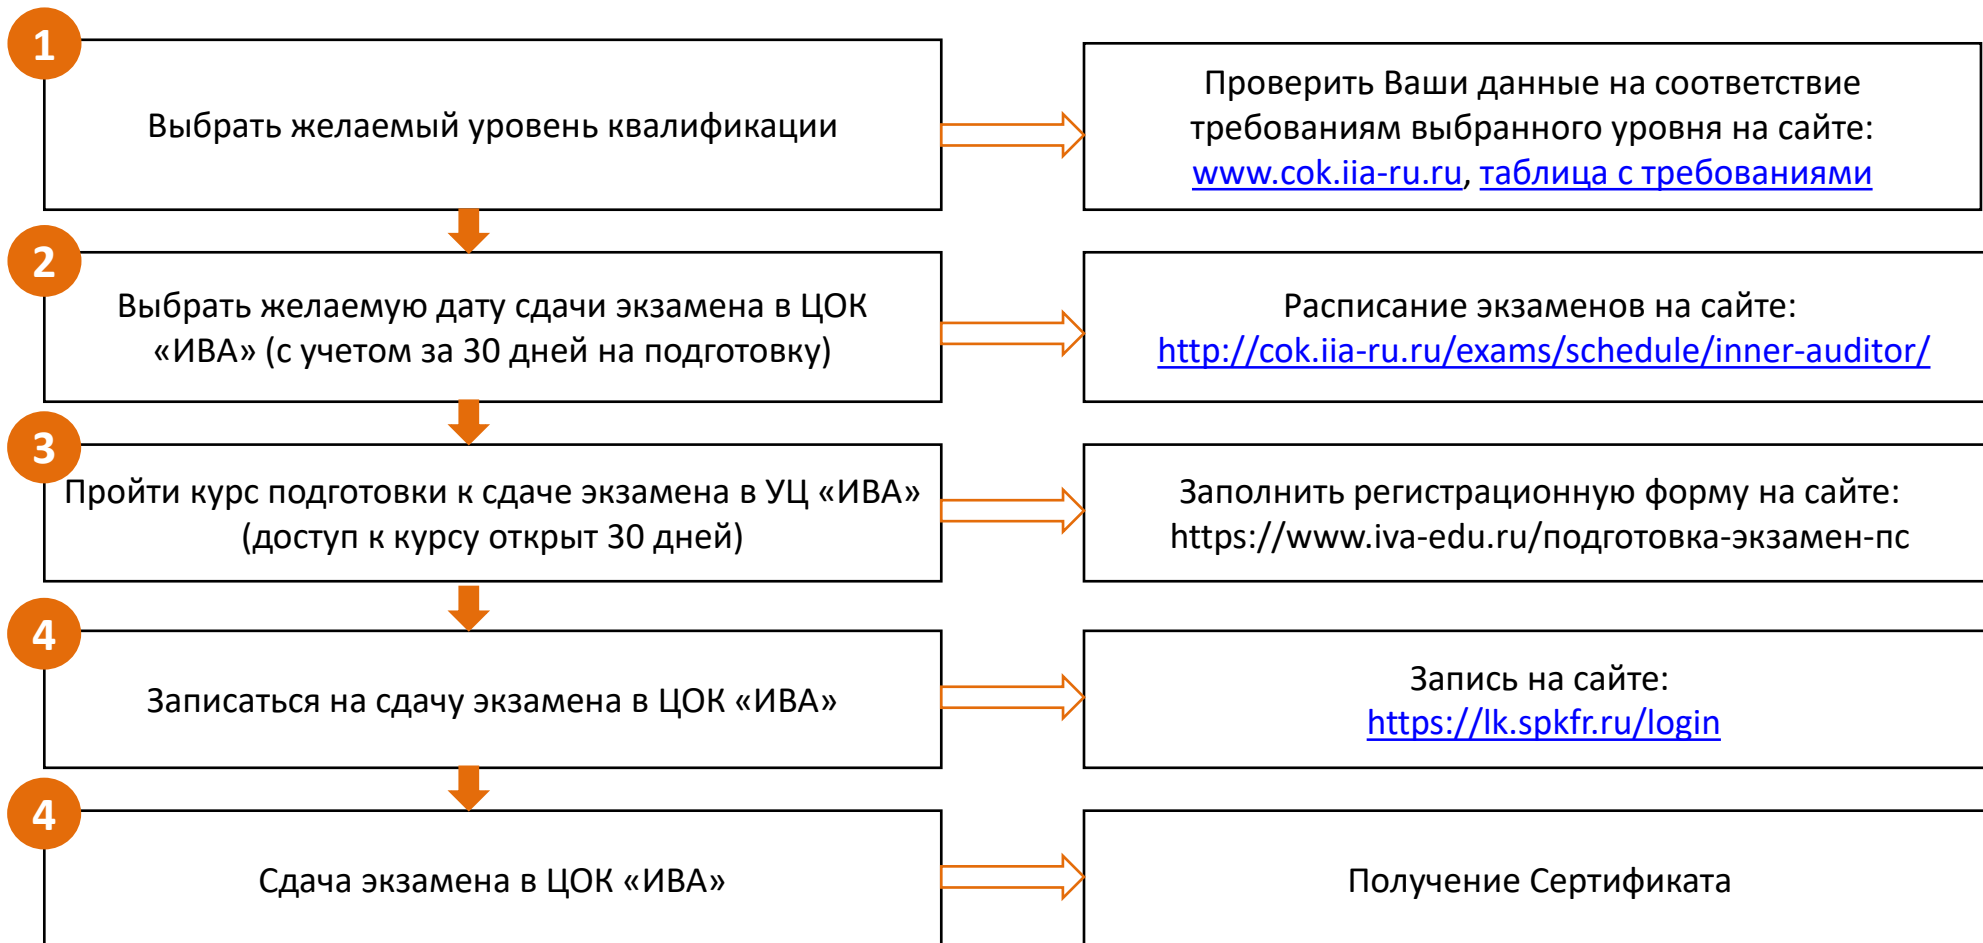 1
Выбрать желаемый уровень квалификации
Проверить Ваши данные на соответствие
требованиям выбранного уровня на сайте:
www.cok.iia-ru.ru, таблица с требованиями
2
Выбрать желаемую дату сдачи экзамена в ЦОК
«ИВА» (с учетом за 30 дней на подготовку)
Расписание экзаменов на сайте:
http://cok.iia-ru.ru/exams/schedule/inner-auditor/
3
Пройти курс подготовки к сдаче экзамена в УЦ «ИВА»
(доступ к курсу открыт 30 дней)
Заполнить регистрационную форму на сайте:
https://www.iva-edu.ru/подготовка-экзамен-пс
4
Записаться на сдачу экзамена в ЦОК «ИВА»
Запись на сайте:
https://lk.spkfr.ru/login
4
Сдача экзамена в ЦОК «ИВА»
Получение Сертификата